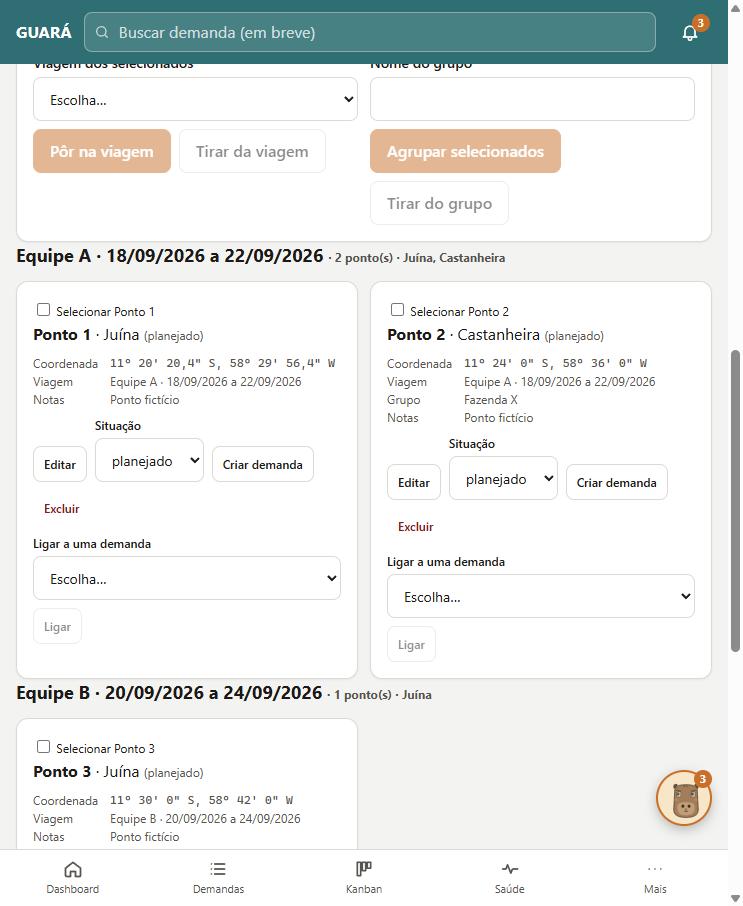 GUARÁ
Buscar demanda (em breve)
3
Viagem dos selecionados
Nome do grupo
Escolha...
Pôr na viagem
Tirar da viagem
Agrupar selecionados
Tirar do grupo
Equipe A · 18/09/2026 a 22/09/2026 · 2 ponto(s) · Juína, Castanheira
Selecionar Ponto 1
Ponto 1 · Juína (planejado)
Coordenada 11° 20' 20,4" S, 58° 29' 56,4" W
Viagem Equipe A · 18/09/2026 a 22/09/2026
Notas Ponto fictício
Situação
Editar
planejado
Criar demanda
Excluir
Ligar a uma demanda
Escolha...
Ligar
Selecionar Ponto 2
Ponto 2 · Castanheira (planejado)
Coordenada 11° 24' 0" S, 58° 36' 0" W
Viagem Equipe A · 18/09/2026 a 22/09/2026
Grupo Fazenda X
Notas Ponto fictício
Situação
Editar
planejado
Criar demanda
Excluir
Ligar a uma demanda
Escolha...
Ligar
Equipe B · 20/09/2026 a 24/09/2026 · 1 ponto(s) · Juína
Selecionar Ponto 3
Ponto 3 · Juína (planejado)
Coordenada 11° 30' 0" S, 58° 42' 0" W
Viagem Equipe B · 20/09/2026 a 24/09/2026
Notas Ponto fictício
3
Dashboard
Demandas
Kanban
Saúde
Mais